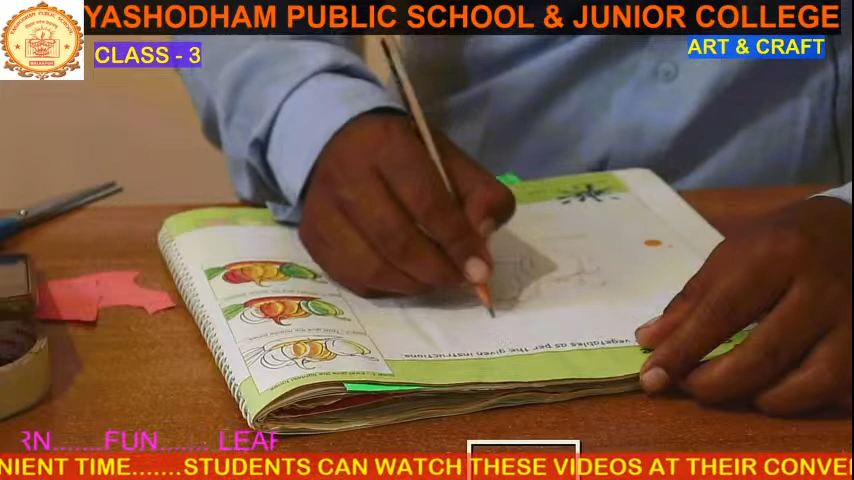 YASHODHAM PUBLIC SCHOOL & JUNIOR COLLEGE
CLASS - 3
ART & CRAFT
vegetables as per the given instructions.
RN.......FUN....... LEAR
NIENT TIME.......STUDENTS CAN WATCH THESE VIDEOS AT THEIR CONVE